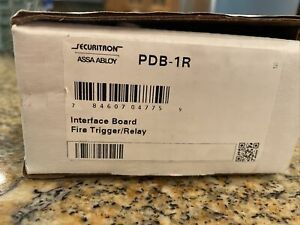 SECURITRON
ASSA ABLOY
PDB-1R
7 84607 04775 9
Interface Board
Fire Trigger/Relay